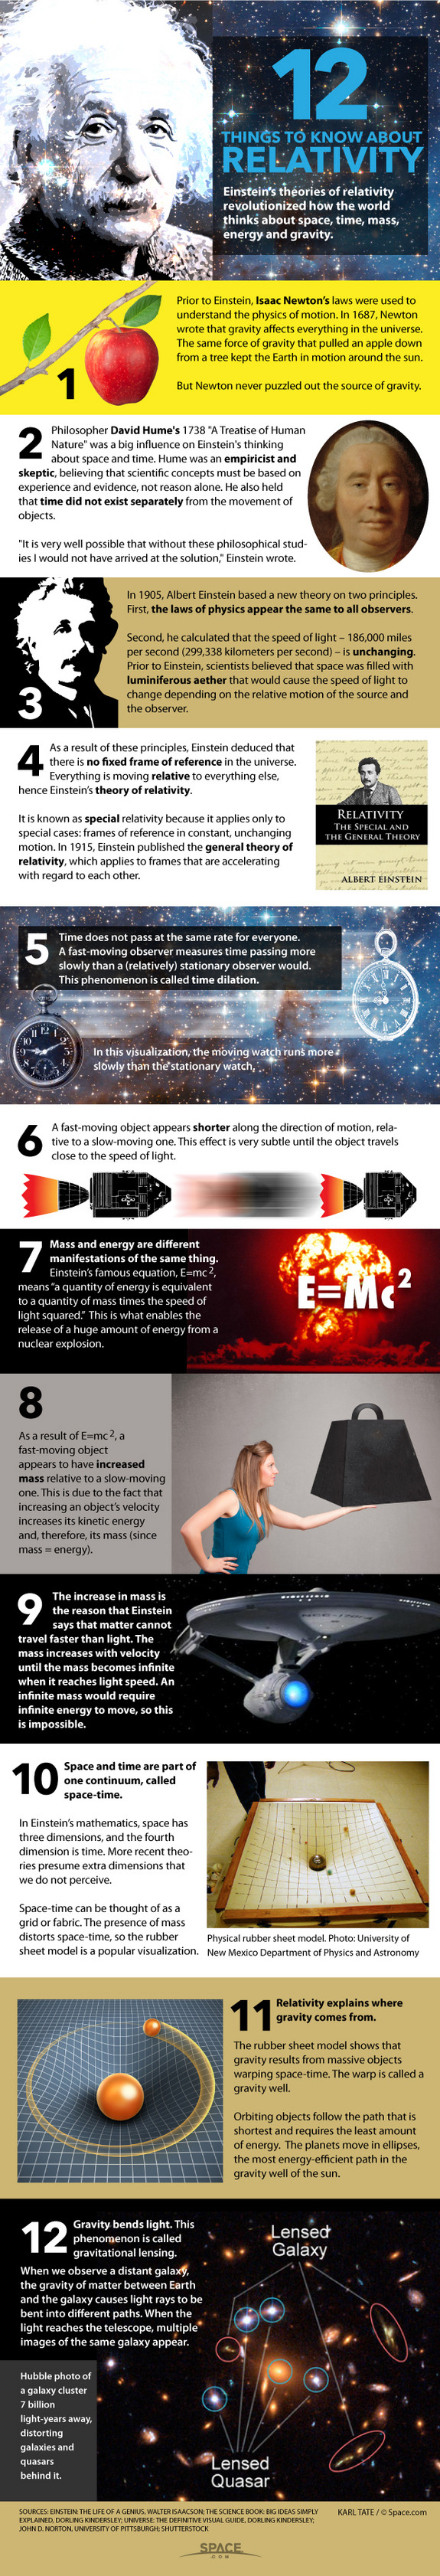 12
THINGS TO KNOW ABOUT
RELATIVITY
Einstein's theories of relativity
revolutionized how the world
thinks about space, time, mass,
energy and gravity.
1
Prior to Einstein, Isaac Newton's laws were used to
understand the physics of motion. In 1687, Newton
wrote that gravity affects everything in the universe.
The same force of gravity that pulled an apple down
from a tree kept the Earth in motion around the sun.
But Newton never puzzled out the source of gravity.
2
Philosopher David Hume's 1738 "A Treatise of Human
Nature" was a big influence on Einstein's thinking
about space and time. Hume was an empiricist and
skeptic, believing that scientific concepts must be based on
experience and evidence, not reason alone. He also held
that time did not exist separately from the movement of
objects.
"It is very well possible that without these philosophical stud-
ies I would not have arrived at the solution," Einstein wrote.
3
In 1905, Albert Einstein based a new theory on two principles.
First, the laws of physics appear the same to all observers.
Second, he calculated that the speed of light – 186,000 miles
per second (299,338 kilometers per second) – is unchanging.
Prior to Einstein, scientists believed that space was filled with
luminiferous aether that would cause the speed of light to
change depending on the relative motion of the source and
the observer.
4
As a result of these principles, Einstein deduced that
there is no fixed frame of reference in the universe.
Everything is moving relative to everything else,
hence Einstein's theory of relativity.
It is known as special relativity because it applies only to
special cases: frames of reference in constant, unchanging
motion. In 1915, Einstein published the general theory of
relativity, which applies to frames that are accelerating
with regard to each other.
RELATIVITY
THE SPECIAL AND
THE GENERAL THEORY
ALBERT EINSTEIN
5
Time does not pass at the same rate for everyone.
A fast-moving observer measures time passing more
slowly than a (relatively) stationary observer would.
This phenomenon is called time dilation.
In this visualization, the moving watch runs more
slowly than the stationary watch.
6
A fast-moving object appears shorter along the direction of motion, rela-
tive to a slow-moving one. This effect is very subtle until the object travels
close to the speed of light.
7
Mass and energy are different
manifestations of the same thing.
Einstein's famous equation, E=mc2,
means "a quantity of energy is equivalent
to a quantity of mass times the speed of
light squared." This is what enables the
release of a huge amount of energy from a
nuclear explosion.
E=Mc2
8
As a result of E=mc2, a
fast-moving object
appears to have increased
mass relative to a slow-moving
one. This is due to the fact that
increasing an object's velocity
increases its kinetic energy
and, therefore, its mass (since
mass = energy).
9
The increase in mass is
the reason that Einstein
says that matter cannot
travel faster than light. The
mass increases with velocity
until the mass becomes infinite
when it reaches light speed. An
infinite mass would require
infinite energy to move, so this
is impossible.
10
Space and time are part of
one continuum, called
space-time.
In Einstein's mathematics, space has
three dimensions, and the fourth
dimension is time. More recent theo-
ries presume extra dimensions that
we do not perceive.
Space-time can be thought of as a
grid or fabric. The presence of mass
distorts space-time, so the rubber
sheet model is a popular visualization.
Physical rubber sheet model. Photo: University of
New Mexico Department of Physics and Astronomy
11
Relativity explains where
gravity comes from.
The rubber sheet model shows that
gravity results from massive objects
warping space-time. The warp is called a
gravity well.
Orbiting objects follow the path that is
shortest and requires the least amount
of energy. The planets move in ellipses,
the most energy-efficient path in the
gravity well of the sun.
12
Gravity bends light. This
phenomenon is called
gravitational lensing.
When we observe a distant galaxy,
the gravity of matter between Earth
and the galaxy causes light rays to be
bent into different paths. When the
light reaches the telescope, multiple
images of the same galaxy appear.
Lensed
Galaxy
Hubble photo of
a galaxy cluster
7 billion
light-years away,
distorting
galaxies and
quasars
behind it.
Lensed
Quasar
SOURCES: EINSTEIN: THE LIFE OF A GENIUS, WALTER ISAACSON; THE SCIENCE BOOK: BIG IDEAS SIMPLY
EXPLAINED, DORLING KINDERSLEY; UNIVERSE: THE DEFINITIVE VISUAL GUIDE, DORLING KINDERSLEY;
JOHN D. NORTON, UNIVERSITY OF PITTSBURGH; SHUTTERSTOCK
KARL TATE / © Space.com
SPACE
.COM